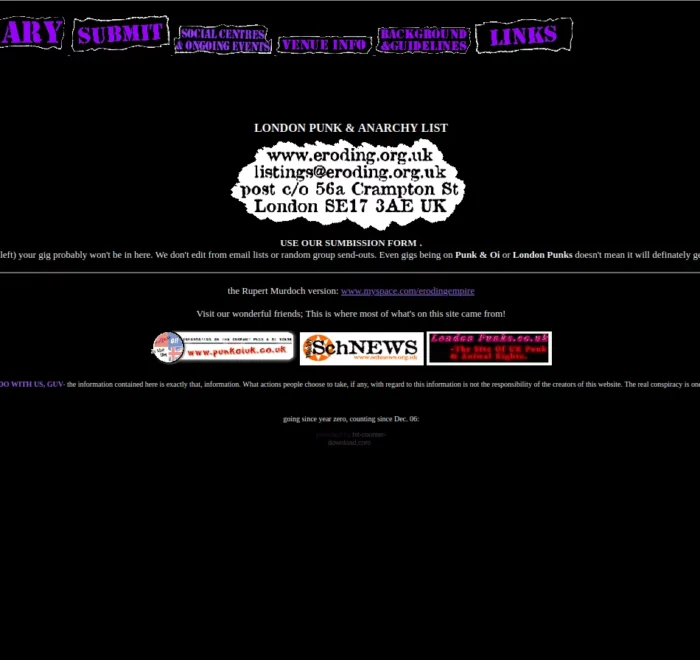 ARY
SUBMIT
SOCIAL CENTRES
& ONGOING EVENTS
VENUE INFO
BACKGROUND
&GUIDELINES
LINKS
LONDON PUNK & ANARCHY LIST
www.eroding.org.uk
listings@eroding.org.uk
post c/o 56a Crampton St
London SE17 3AE UK
USE OUR SUMBISSION FORM .
left) your gig probably won't be in here. We don't edit from email lists or random group send-outs. Even gigs being on Punk & Oi or London Punks doesn't mean it will definately ge
the Rupert Murdoch version: www.myspace.com/erodingempire
Visit our wonderful friends; This is where most of what's on this site came from!
www.punkoiuk.co.uk
SchNEWS
www.schnews.org.uk
London Punks.co.uk
-The Site Of UK Punk
& Animal Rights.
DO WITH US, GUV- the information contained here is exactly that, information. What actions people choose to take, if any, with regard to this information is not the responsibility of the creators of this website. The real conspiracy is one
going since year zero, counting since Dec. 06:
download.com